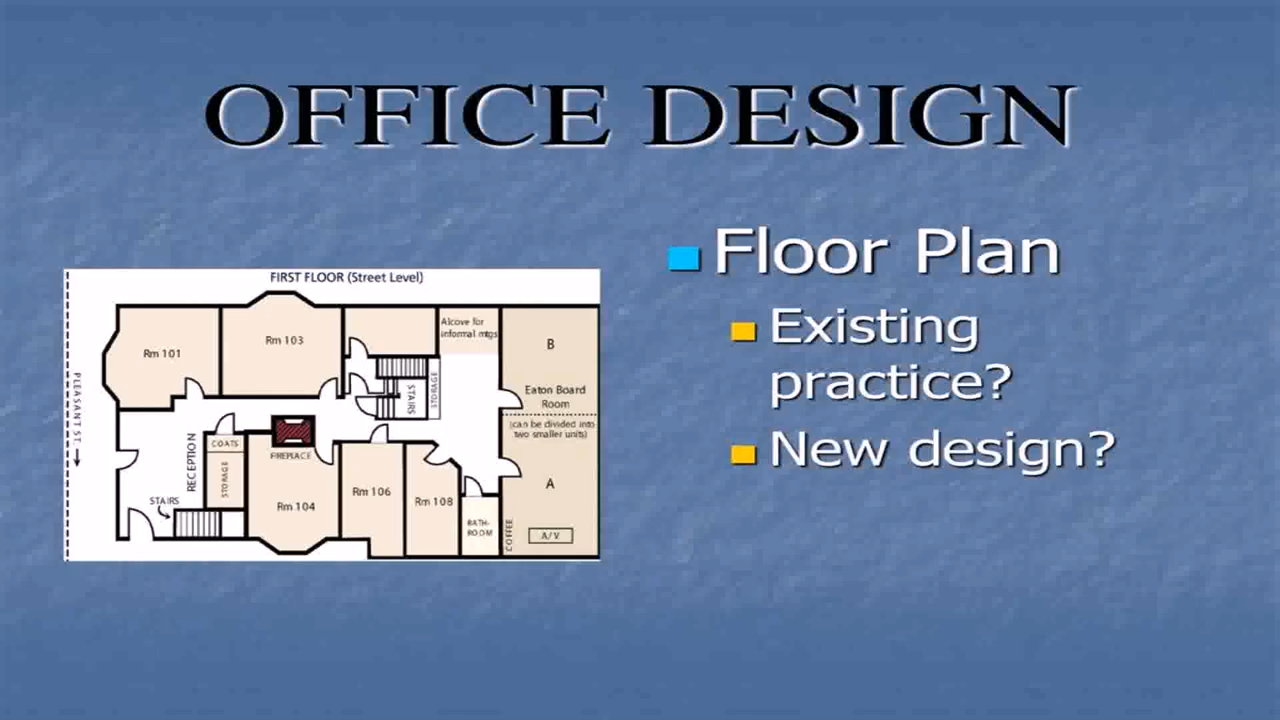 OFFICE DESIGN
Floor Plan
Existing
practice?
New design?
FIRST FLOOR (Street Level)
Rm 101
Rm 103
Alcove for
informal mtgs
B
Eaton Board
Room
(can be divided into
two smaller units)
A
A/V
COFFEE
PLEASANT ST.
RECEPTION
COATS
STORAGE
STAIRS
FIREPLACE
Rm 104
Rm 106
Rm 108
BATH-
ROOM
STAIRS
STORAGE